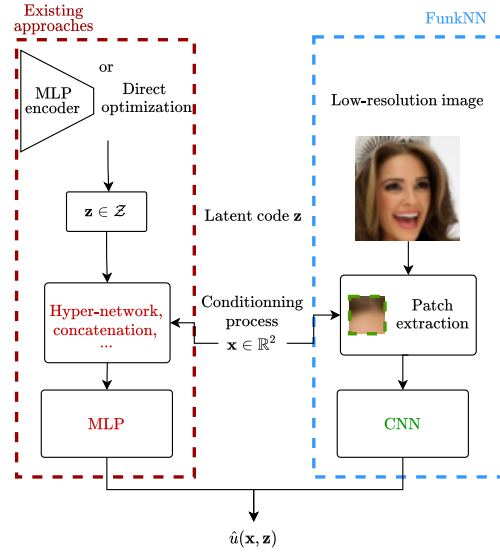 Existing
approaches
FunkNN
or
MLP
encoder
Direct
optimization
Low-resolution image
z ∈ 𝒵
Latent code z
Hyper-network,
concatenation,
...
Conditionning
process
x ∈ ℝ²
Patch
extraction
MLP
CNN
û(x, z)